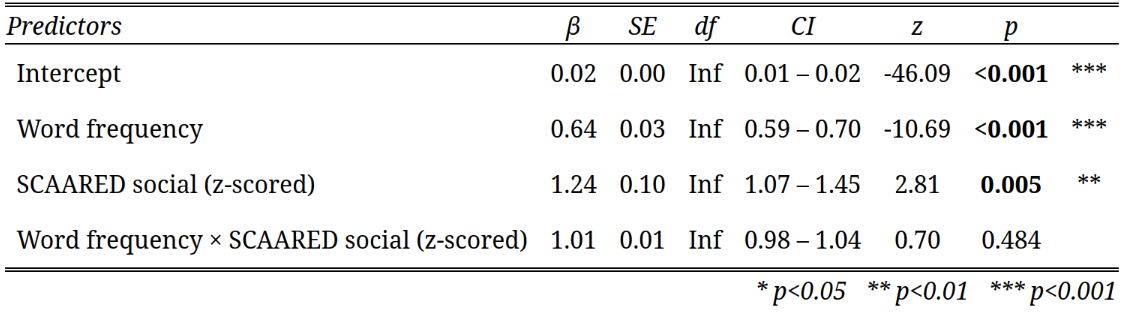 Predictors β SE df CI z p
Intercept 0.02 0.00 Inf 0.01 – 0.02 -46.09 <0.001 ***
Word frequency 0.64 0.03 Inf 0.59 – 0.70 -10.69 <0.001 ***
SCAARED social (z-scored) 1.24 0.10 Inf 1.07 – 1.45 2.81 0.005 **
Word frequency × SCAARED social (z-scored) 1.01 0.01 Inf 0.98 – 1.04 0.70 0.484
* p<0.05 ** p<0.01 *** p<0.001